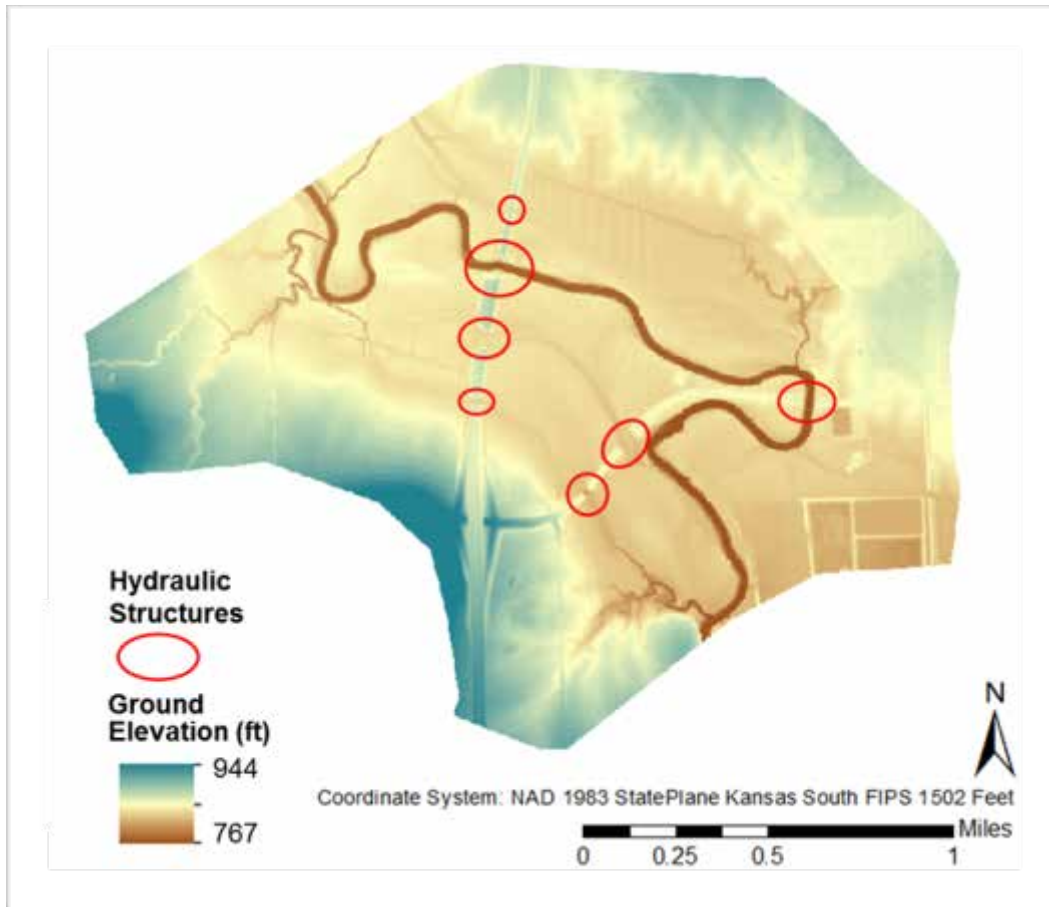 Hydraulic
Structures
Ground
Elevation (ft)
944
767
N
Coordinate System: NAD 1983 StatePlane Kansas South FIPS 1502 Feet
Miles
0 0.25 0.5 1